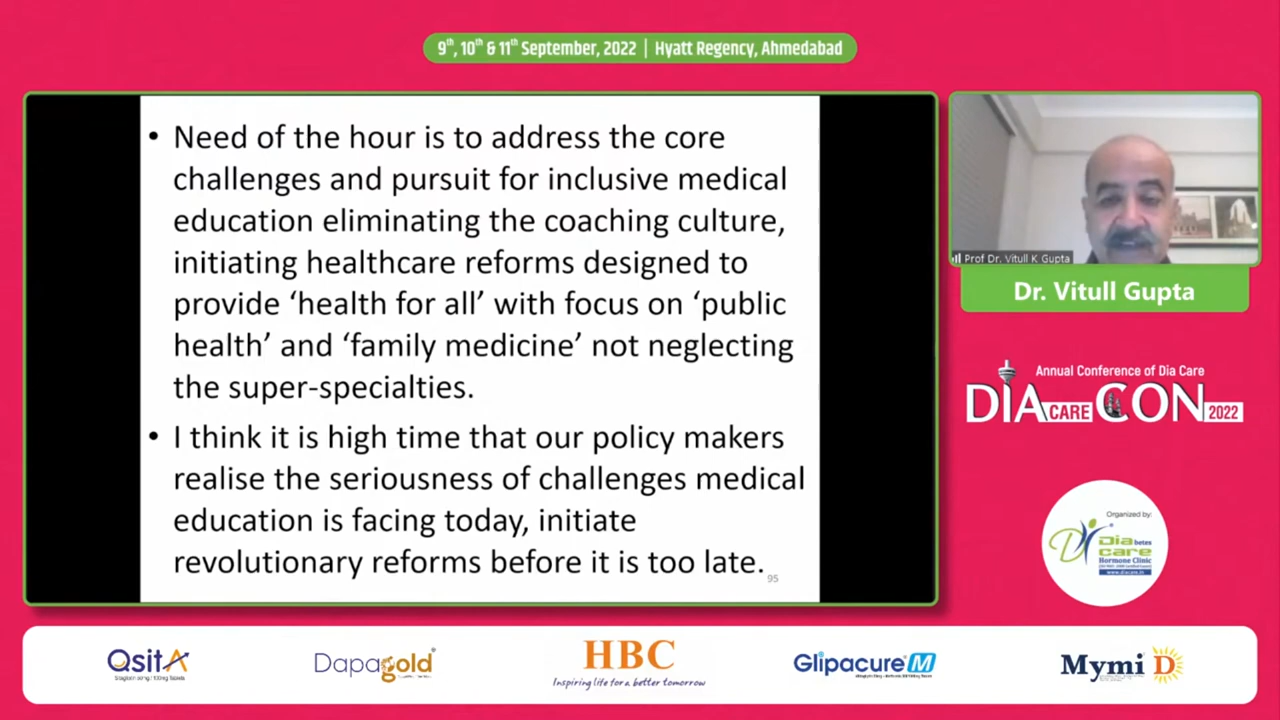 9th, 10th & 11th September, 2022 | Hyatt Regency, Ahmedabad
• Need of the hour is to address the core
challenges and pursuit for inclusive medical
education eliminating the coaching culture,
initiating healthcare reforms designed to
provide ‘health for all’ with focus on ‘public
health’ and ‘family medicine’ not neglecting
the super-specialties.
• I think it is high time that our policy makers
realise the seriousness of challenges medical
education is facing today, initiate
revolutionary reforms before it is too late.
95
Prof Dr. Vitull K Gupta
Dr. Vitull Gupta
Annual Conference of Dia Care
DIA CARE CON 2022
Organized by:
Diabetes
care
Hormone Clinic
www.diacare.in
Qsita
Dapagold
HBC
Inspiring life for a better tomorrow
Glipacure M
Mymi D